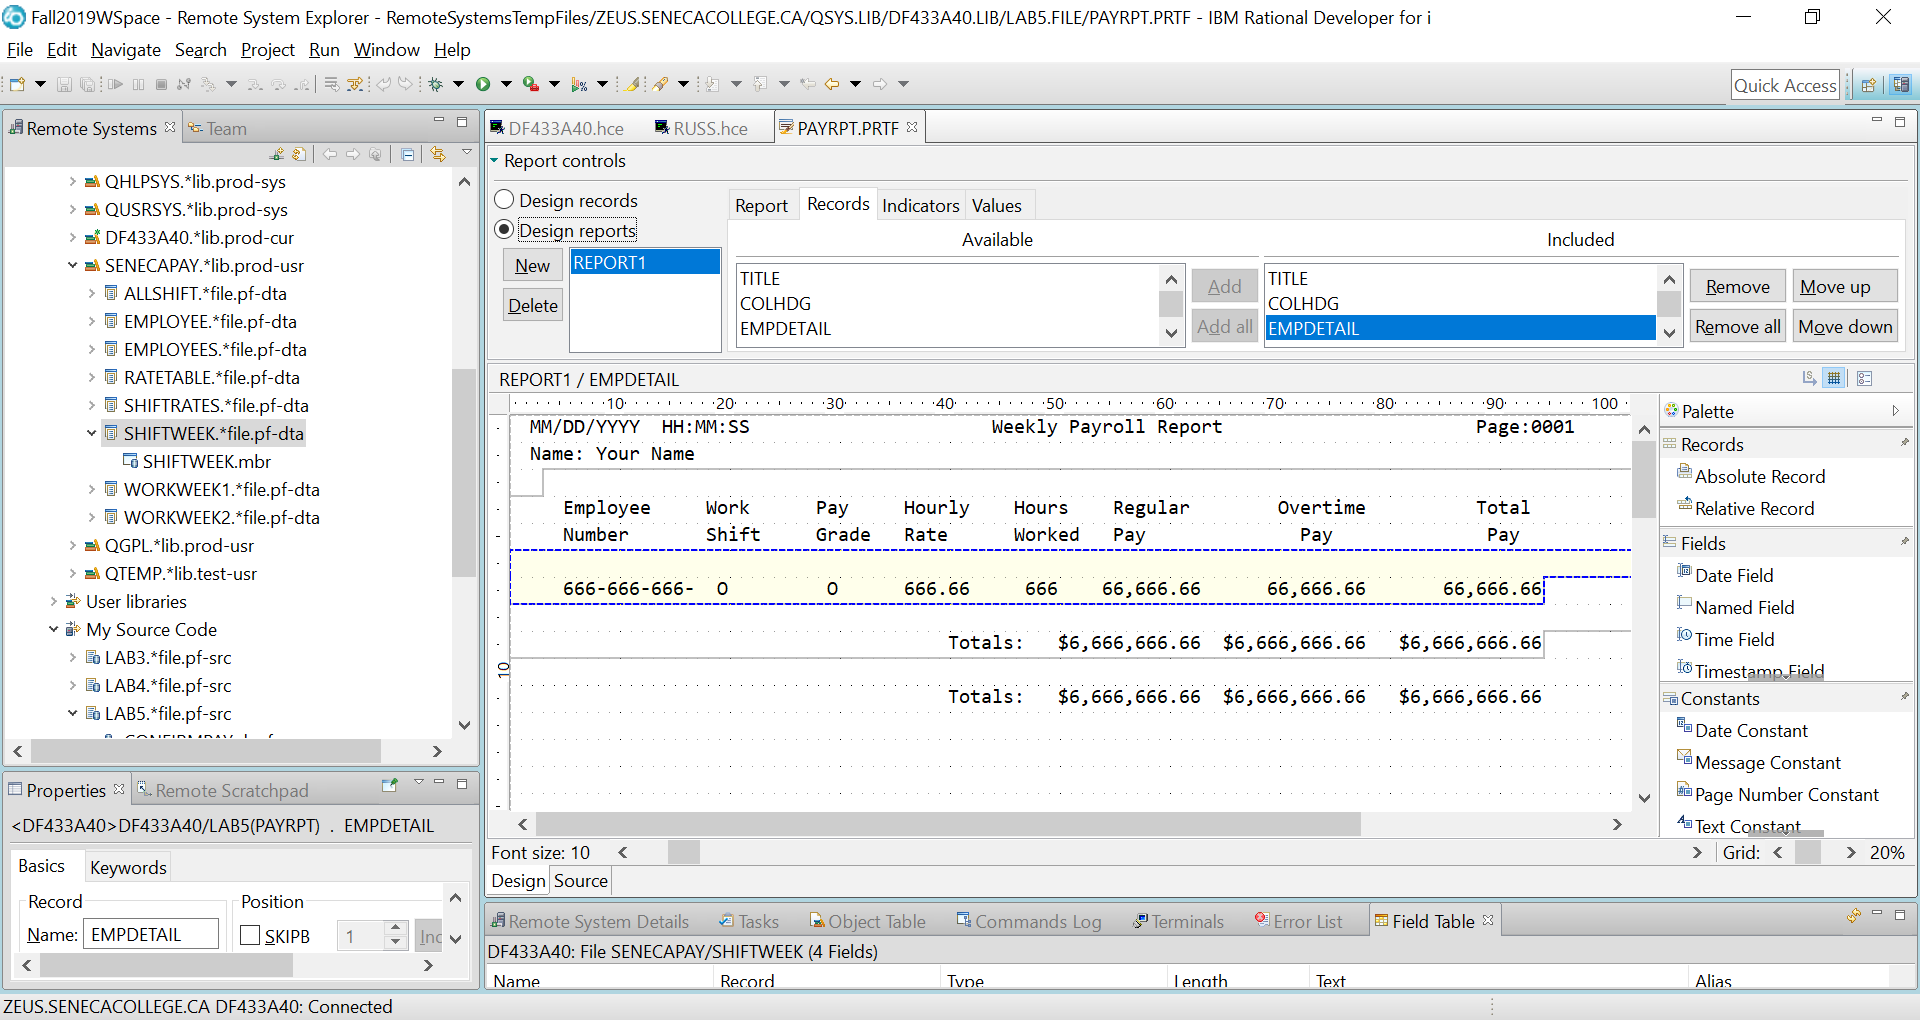 Fall2019WSpace - Remote System Explorer - RemoteSystemsTempFiles/ZEUS.SENECACOLLEGE.CA/QSYS.LIB/DF433A40.LIB/LAB5.FILE/PAYRPT.PRTF - IBM Rational Developer for i
File Edit Navigate Search Project Run Window Help
Quick Access
Remote Systems Team
QHLPSYS.*lib.prod-sys
QUSRSYS.*lib.prod-sys
DF433A40.*lib.prod-cur
SENECAPAY.*lib.prod-usr
ALLSHIFT.*file.pf-dta
EMPLOYEE.*file.pf-dta
EMPLOYEES.*file.pf-dta
RATETABLE.*file.pf-dta
SHIFTRATES.*file.pf-dta
SHIFTWEEK.*file.pf-dta
SHIFTWEEK.mbr
WORKWEEK1.*file.pf-dta
WORKWEEK2.*file.pf-dta
QGPL.*lib.prod-usr
QTEMP.*lib.test-usr
User libraries
My Source Code
LAB3.*file.pf-src
LAB4.*file.pf-src
LAB5.*file.pf-src
Properties Remote Scratchpad
<DF433A40>DF433A40/LAB5(PAYRPT) . EMPDETAIL
Basics Keywords
Record Position
Name: EMPDETAIL SKIPB 1 Inc
DF433A40.hce RUSS.hce PAYRPT.PRTF
Report controls
Design records
Design reports
New
Delete
REPORT1
Report Records Indicators Values
Available Included
TITLE
COLHDG
EMPDETAIL
Add
Add all
TITLE
COLHDG
EMPDETAIL
Remove Move up
Remove all Move down
REPORT1 / EMPDETAIL
10 20 30 40 50 60 70 80 90 100
MM/DD/YYYY HH:MM:SS Weekly Payroll Report Page:0001
Name: Your Name
Employee Work Pay Hourly Hours Regular Overtime Total
Number Shift Grade Rate Worked Pay Pay Pay
666-666-666- O O 666.66 666 66,666.66 66,666.66 66,666.66
Totals: $6,666,666.66 $6,666,666.66 $6,666,666.66
10
Totals: $6,666,666.66 $6,666,666.66 $6,666,666.66
Palette
Records
Absolute Record
Relative Record
Fields
Date Field
Named Field
Time Field
Timestamp Field
Constants
Date Constant
Message Constant
Page Number Constant
Text Constant
Font size: 10 Grid: 20%
Design Source
Remote System Details Tasks Object Table Commands Log Terminals Error List Field Table
DF433A40: File SENECAPAY/SHIFTWEEK (4 Fields)
Name Record Type Length Text Alias
ZEUS.SENECACOLLEGE.CA DF433A40: Connected